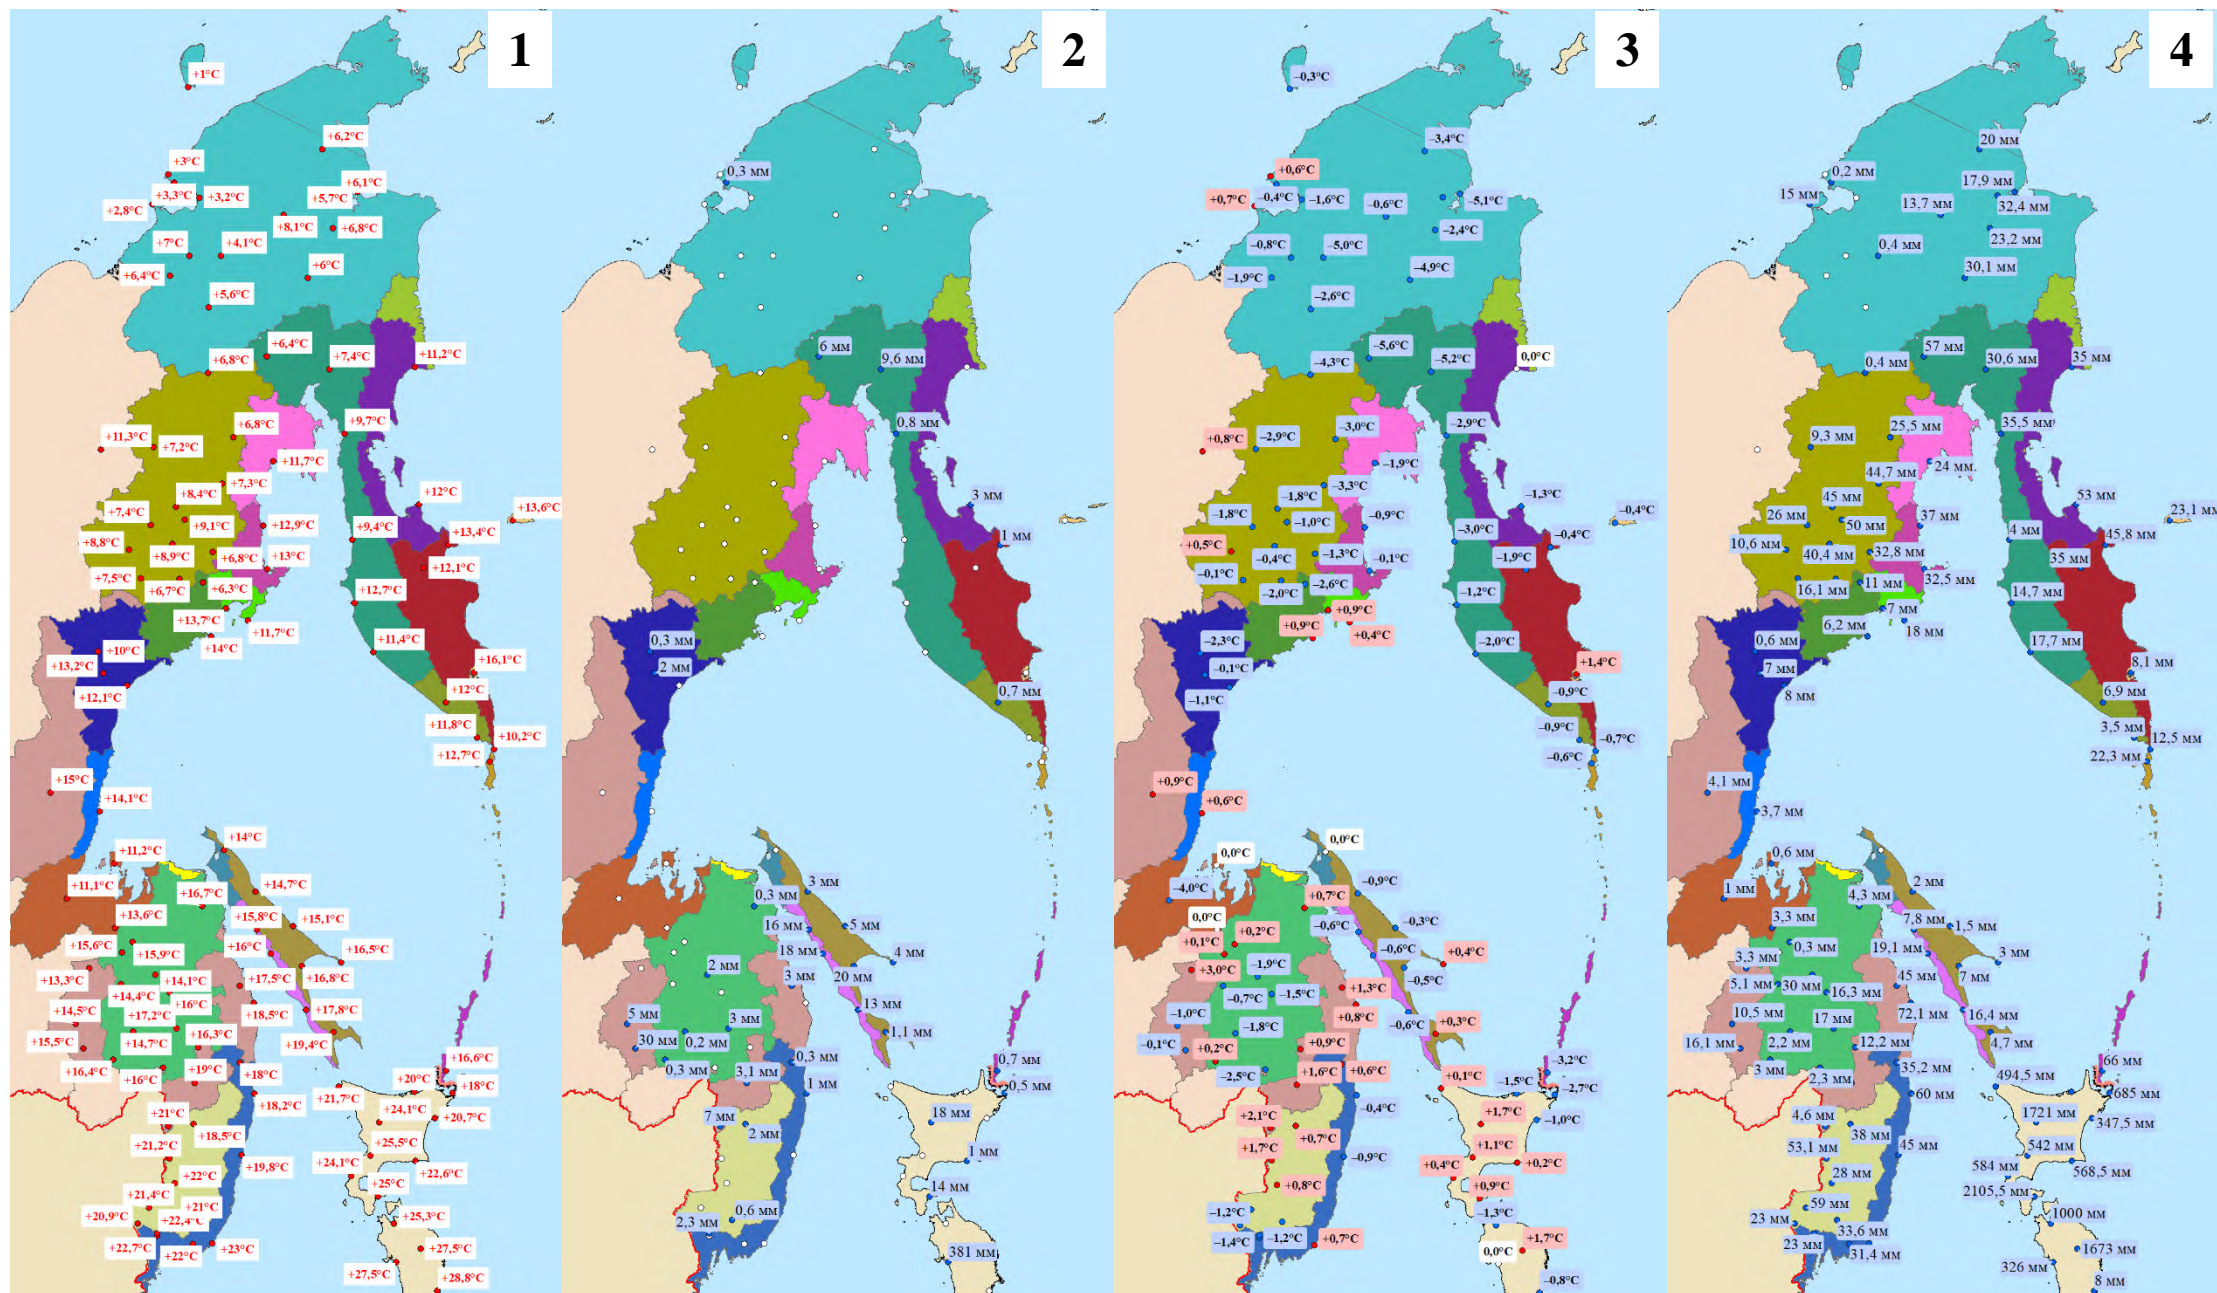 1
+1°C
+6,2°C
+3°C
+3,3°C
+3,2°C
+6,1°C
+5,7°C
+2,8°C
+8,1°C
+6,8°C
+7°C
+4,1°C
+6,4°C
+6°C
+5,6°C
+6,4°C
+6,8°C
+7,4°C
+11,2°C
+9,7°C
+6,8°C
+11,3°C
+7,2°C
+11,7°C
+7,3°C
+8,4°C
+12°C
+13,6°C
+7,4°C
+9,1°C
+12,9°C
+9,4°C
+13,4°C
+8,8°C
+8,9°C
+6,8°C
+13°C
+12,1°C
+7,5°C
+6,7°C
+6,3°C
+12,7°C
+13,7°C
+11,7°C
+14°C
+11,4°C
+10°C
+13,2°C
+16,1°C
+12,1°C
+12°C
+11,8°C
+10,2°C
+12,7°C
+15°C
+14,1°C
+14°C
+11,2°C
+11,1°C
+16,7°C
+14,7°C
+13,6°C
+15,8°C
+15,1°C
+15,6°C
+15,9°C
+16°C
+16,5°C
+13,3°C
+14,1°C
+17,5°C
+16,8°C
+14,4°C
+16°C
+14,5°C
+17,2°C
+18,5°C
+17,8°C
+15,5°C
+14,7°C
+16,3°C
+19,4°C
+16,6°C
+16,4°C
+16°C
+19°C
+18°C
+20°C
+18°C
+21,7°C
+18,2°C
+21°C
+24,1°C
+20,7°C
+18,5°C
+21,2°C
+25,5°C
+19,8°C
+24,1°C
+22,6°C
+22°C
+25°C
+21,4°C
+21°C
+20,9°C
+22,4°C
+25,3°C
+22,7°C
+22°C
+23°C
+27,5°C
+27,5°C
+28,8°C
2
0,3 мм
6 мм
9,6 мм
0,8 мм
3 мм
1 мм
0,3 мм
2 мм
0,7 мм
3 мм
0,3 мм
16 мм
5 мм
18 мм
4 мм
2 мм
3 мм
20 мм
13 мм
5 мм
3 мм
1,1 мм
30 мм
0,2 мм
0,3 мм
3,1 мм
0,3 мм
1 мм
0,7 мм
0,5 мм
7 мм
18 мм
2 мм
1 мм
14 мм
2,3 мм
0,6 мм
381 мм
3
–0,3°C
–3,4°C
+0,6°C
+0,7°C
–0,4°C
–1,6°C
–0,6°C
–5,1°C
–2,4°C
–0,8°C
–5,0°C
–1,9°C
–4,9°C
–2,6°C
–5,6°C
–4,3°C
–5,2°C
0,0°C
–2,9°C
–3,0°C
+0,8°C
–2,9°C
–1,9°C
–3,3°C
–1,8°C
–1,3°C
–0,4°C
–1,8°C
–1,0°C
–0,9°C
–3,0°C
–0,4°C
+0,5°C
–0,4°C
–1,3°C
–0,1°C
–1,9°C
–0,1°C
–2,0°C
–2,6°C
–1,2°C
+0,9°C
+0,9°C
+0,4°C
–2,3°C
–2,0°C
–0,1°C
+1,4°C
–1,1°C
–0,9°C
–0,9°C
–0,7°C
–0,6°C
+0,9°C
+0,6°C
0,0°C
0,0°C
–4,0°C
+0,7°C
–0,9°C
0,0°C
–0,6°C
–0,3°C
+0,1°C
+0,2°C
–0,6°C
+0,4°C
+3,0°C
–1,9°C
–0,5°C
–0,7°C
–1,5°C
+1,3°C
–1,0°C
+0,8°C
–0,6°C
–1,8°C
+0,3°C
–0,1°C
+0,2°C
+0,9°C
–3,2°C
–2,5°C
+1,6°C
+0,6°C
+0,1°C
–1,5°C
–2,7°C
–0,4°C
+2,1°C
+1,7°C
–1,0°C
+0,7°C
+1,7°C
+1,1°C
–0,9°C
+0,4°C
+0,2°C
+0,8°C
+0,9°C
–1,2°C
–1,3°C
–1,4°C
–1,2°C
+0,7°C
+1,7°C
0,0°C
–0,8°C
4
20 мм
0,2 мм
15 мм
17,9 мм
13,7 мм
32,4 мм
0,4 мм
23,2 мм
30,1 мм
57 мм
0,4 мм
30,6 мм
35 мм
25,5 мм
35,5 мм
9,3 мм
24 мм
44,7 мм
45 мм
53 мм
23,1 мм
26 мм
50 мм
37 мм
4 мм
45,8 мм
10,6 мм
40,4 мм
32,8 мм
35 мм
32,5 мм
16,1 мм
11 мм
14,7 мм
7 мм
6,2 мм
18 мм
0,6 мм
17,7 мм
7 мм
8,1 мм
8 мм
6,9 мм
3,5 мм
12,5 мм
22,3 мм
4,1 мм
3,7 мм
0,6 мм
1 мм
4,3 мм
2 мм
3,3 мм
7,8 мм
1,5 мм
0,3 мм
19,1 мм
3 мм
3,3 мм
45 мм
7 мм
5,1 мм
30 мм
16,3 мм
10,5 мм
17 мм
72,1 мм
16,4 мм
16,1 мм
2,2 мм
12,2 мм
4,7 мм
3 мм
2,3 мм
35,2 мм
66 мм
494,5 мм
60 мм
685 мм
4,6 мм
1721 мм
347,5 мм
38 мм
53,1 мм
542 мм
45 мм
584 мм
568,5 мм
28 мм
2105,5 мм
59 мм
23 мм
33,6 мм
1000 мм
23 мм
31,4 мм
1673 мм
326 мм
8 мм